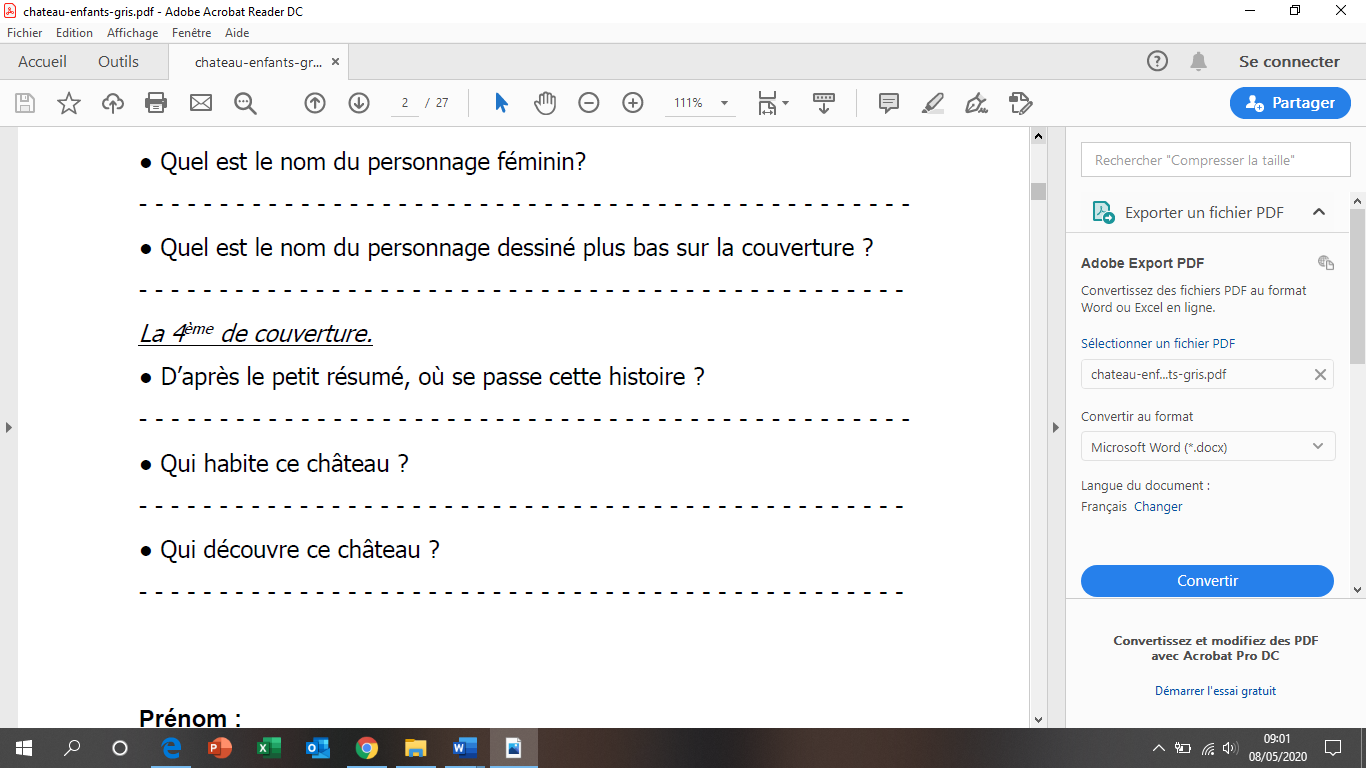 chateau-enfants-gris.pdf - Adobe Acrobat Reader DC
Fichier Edition Affichage Fenêtre Aide
Accueil Outils chateau-enfants-gr... × Se connecter
2 / 27 111% Partager
● Quel est le nom du personnage féminin?
- - - - - - - - - - - - - - - - - - - - - - - - - - - - - - - - - - - - - - - - - - - - - - - -
● Quel est le nom du personnage dessiné plus bas sur la couverture ?
- - - - - - - - - - - - - - - - - - - - - - - - - - - - - - - - - - - - - - - - - - - - - - - -
La 4ème de couverture.
● D’après le petit résumé, où se passe cette histoire ?
- - - - - - - - - - - - - - - - - - - - - - - - - - - - - - - - - - - - - - - - - - - - - - - -
● Qui habite ce château ?
- - - - - - - - - - - - - - - - - - - - - - - - - - - - - - - - - - - - - - - - - - - - - - - -
● Qui découvre ce château ?
- - - - - - - - - - - - - - - - - - - - - - - - - - - - - - - - - - - - - - - - - - - - - - - -
Prénom :
Rechercher "Compresser la taille"
Exporter un fichier PDF
Adobe Export PDF
Convertissez des fichiers PDF au format
Word ou Excel en ligne.
Sélectionner un fichier PDF
chateau-enf...ts-gris.pdf
Convertir au format
Microsoft Word (*.docx)
Langue du document :
Français Changer
Convertir
Convertissez et modifiez des PDF
avec Acrobat Pro DC
Démarrer l'essai gratuit
09:01
08/05/2020